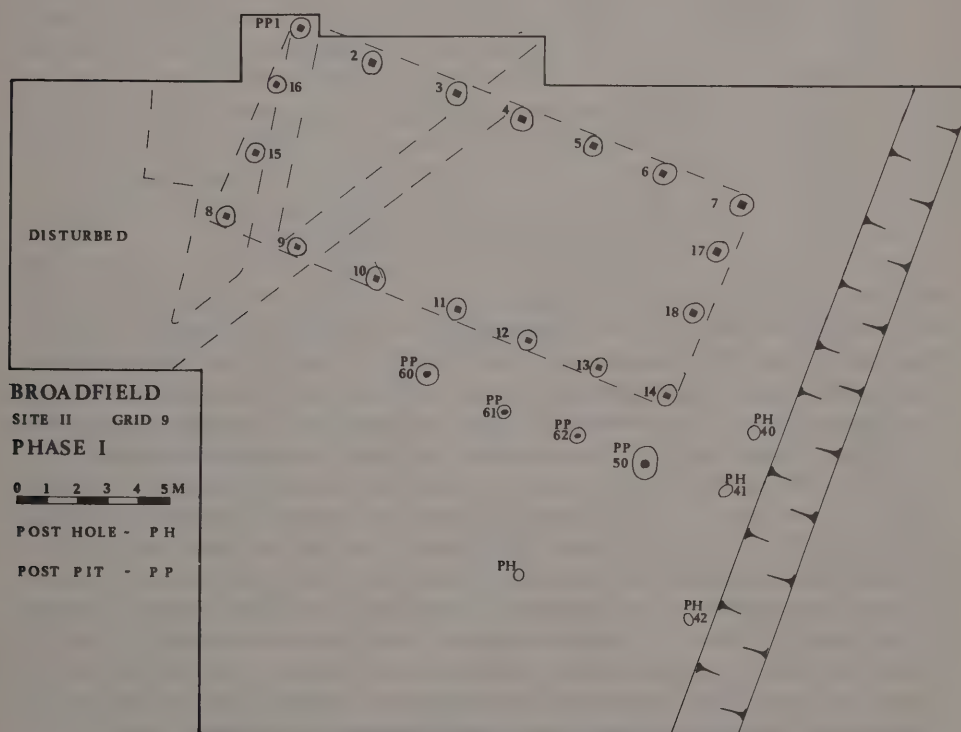 PP1
2
3
4
5
6
7
16
15
8
9
10
11
12
13
14
17
18
DISTURBED
PP
60
PP
61
PP
62
PP
50
PH
40
PH
41
PH
PH
42
BROADFIELD
SITE II GRID 9
PHASE I
0 1 2 3 4 5 M
POST HOLE - PH
POST PIT - PP